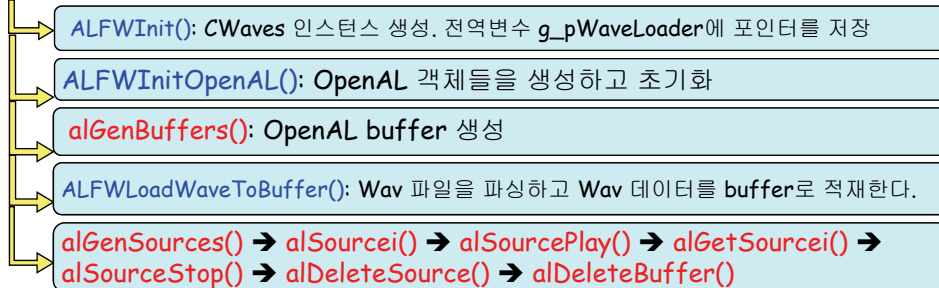 ALFWInit(): CWaves 인스턴스 생성. 전역변수 g_pWaveLoader에 포인터를 저장
ALFWInitOpenAL(): OpenAL 객체들을 생성하고 초기화
alGenBuffers(): OpenAL buffer 생성
ALFWLoadWaveToBuffer(): Wav 파일을 파싱하고 Wav 데이터를 buffer로 적재한다.
alGenSources() ➔ alSourcei() ➔ alSourcePlay() ➔ alGetSourcei() ➔
alSourceStop() ➔ alDeleteSource() ➔ alDeleteBuffer()